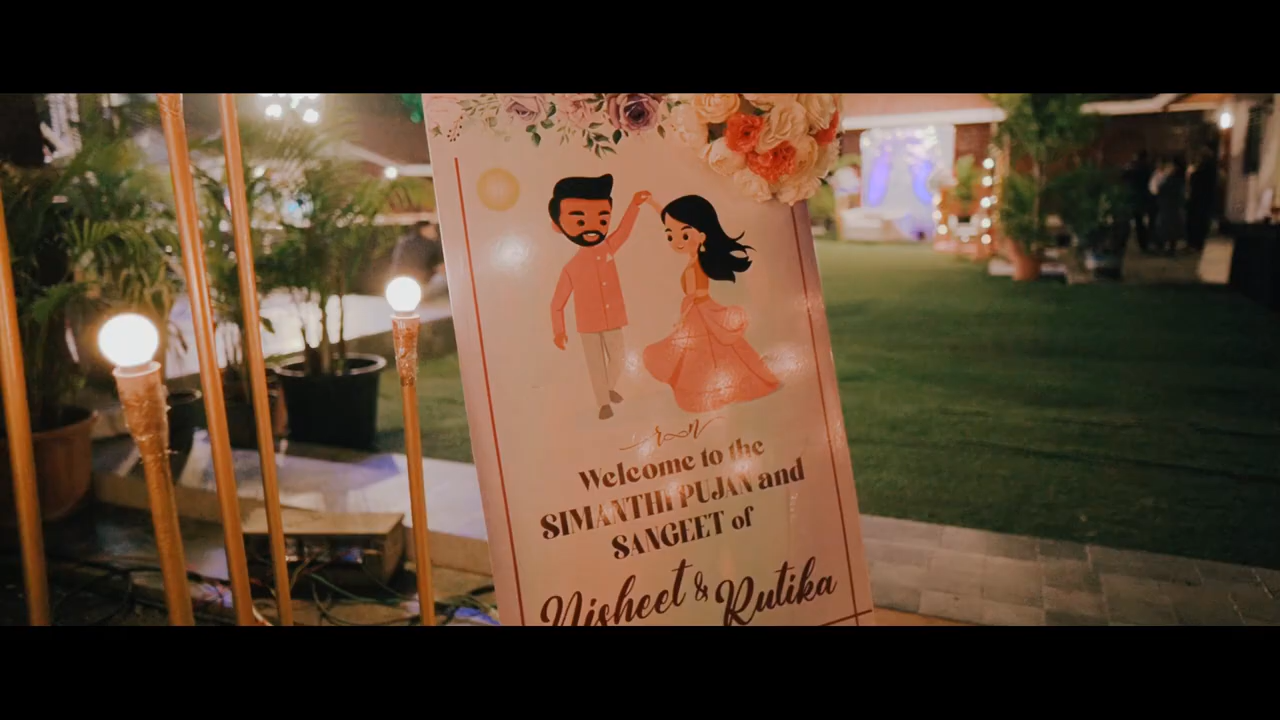 Welcome to the
SIMANTHI PUJAN and
SANGEET of
Nisheet & Rutika